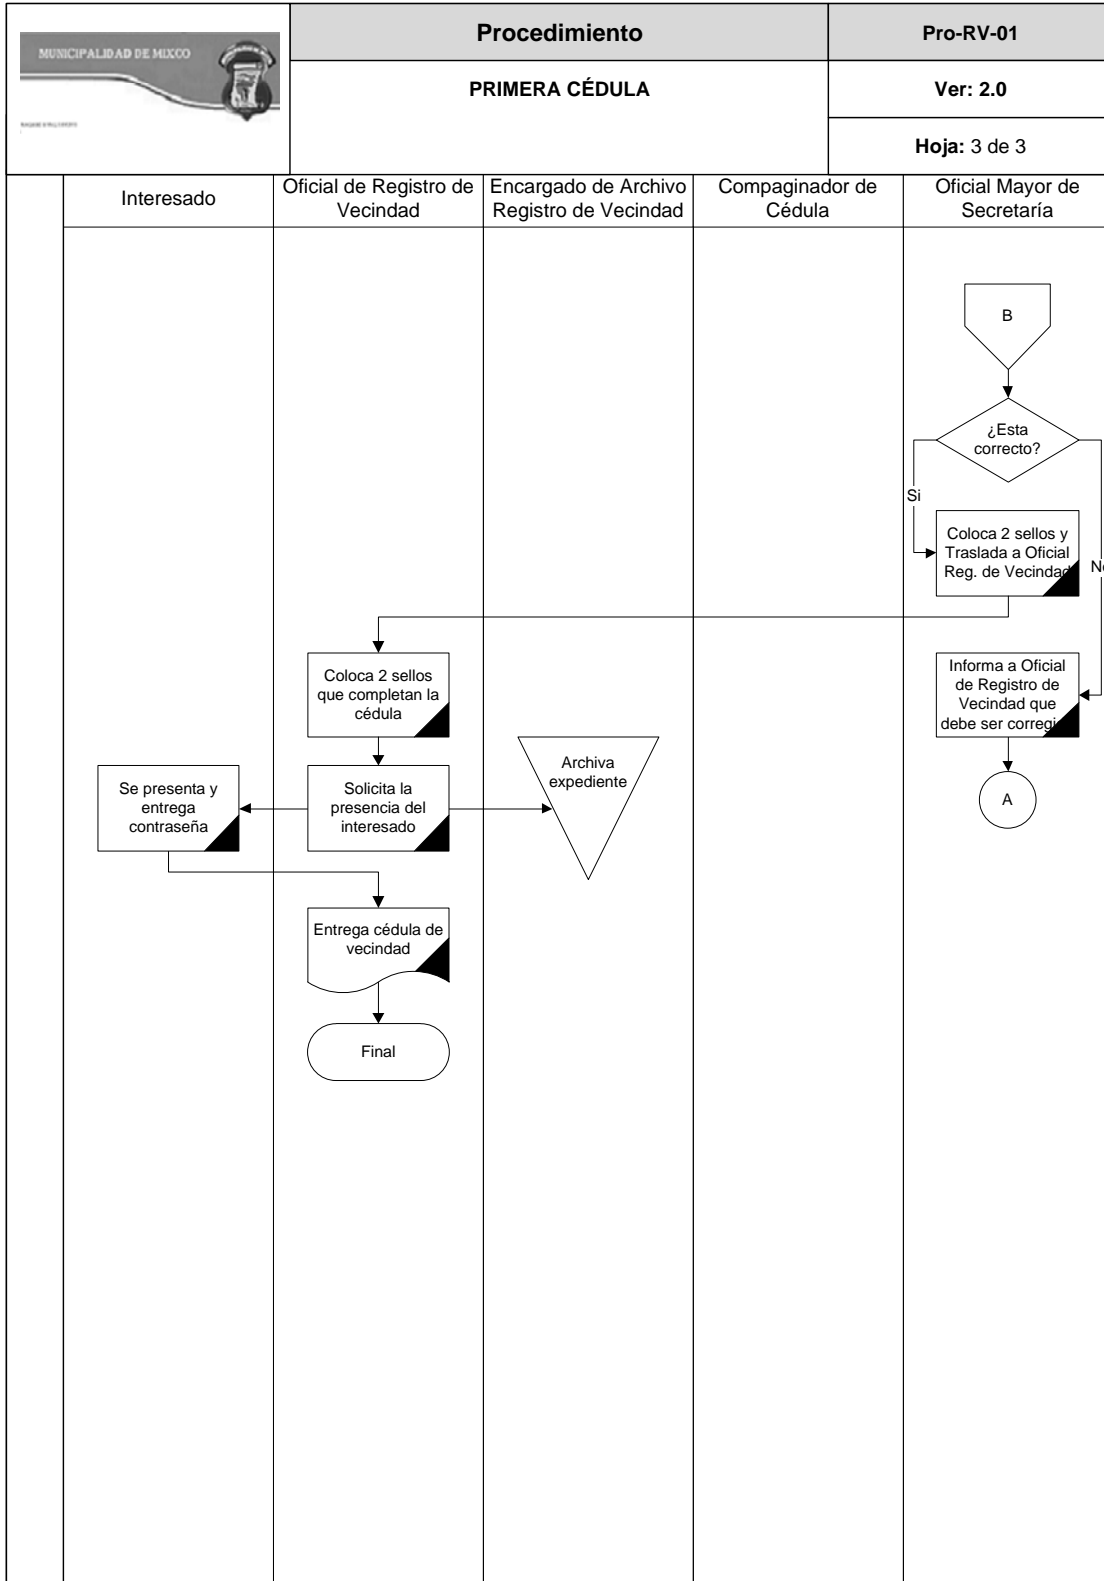 MUNICIPALIDAD DE MIXCO
Procedimiento
Pro-RV-01
PRIMERA CÉDULA
Ver: 2.0
Hoja: 3 de 3
Interesado
Oficial de Registro de
Vecindad
Encargado de Archivo
Registro de Vecindad
Compaginador de
Cédula
Oficial Mayor de
Secretaría
B
¿Esta
correcto?
Si
Coloca 2 sellos y
Traslada a Oficial
Reg. de Vecindad
No
Coloca 2 sellos
que completan la
cédula
Informa a Oficial
de Registro de
Vecindad que
debe ser
Archiva
expediente
Se presenta y
entrega
contraseña
Solicita la
presencia del
interesado
A
Entrega cédula de
vecindad
Final